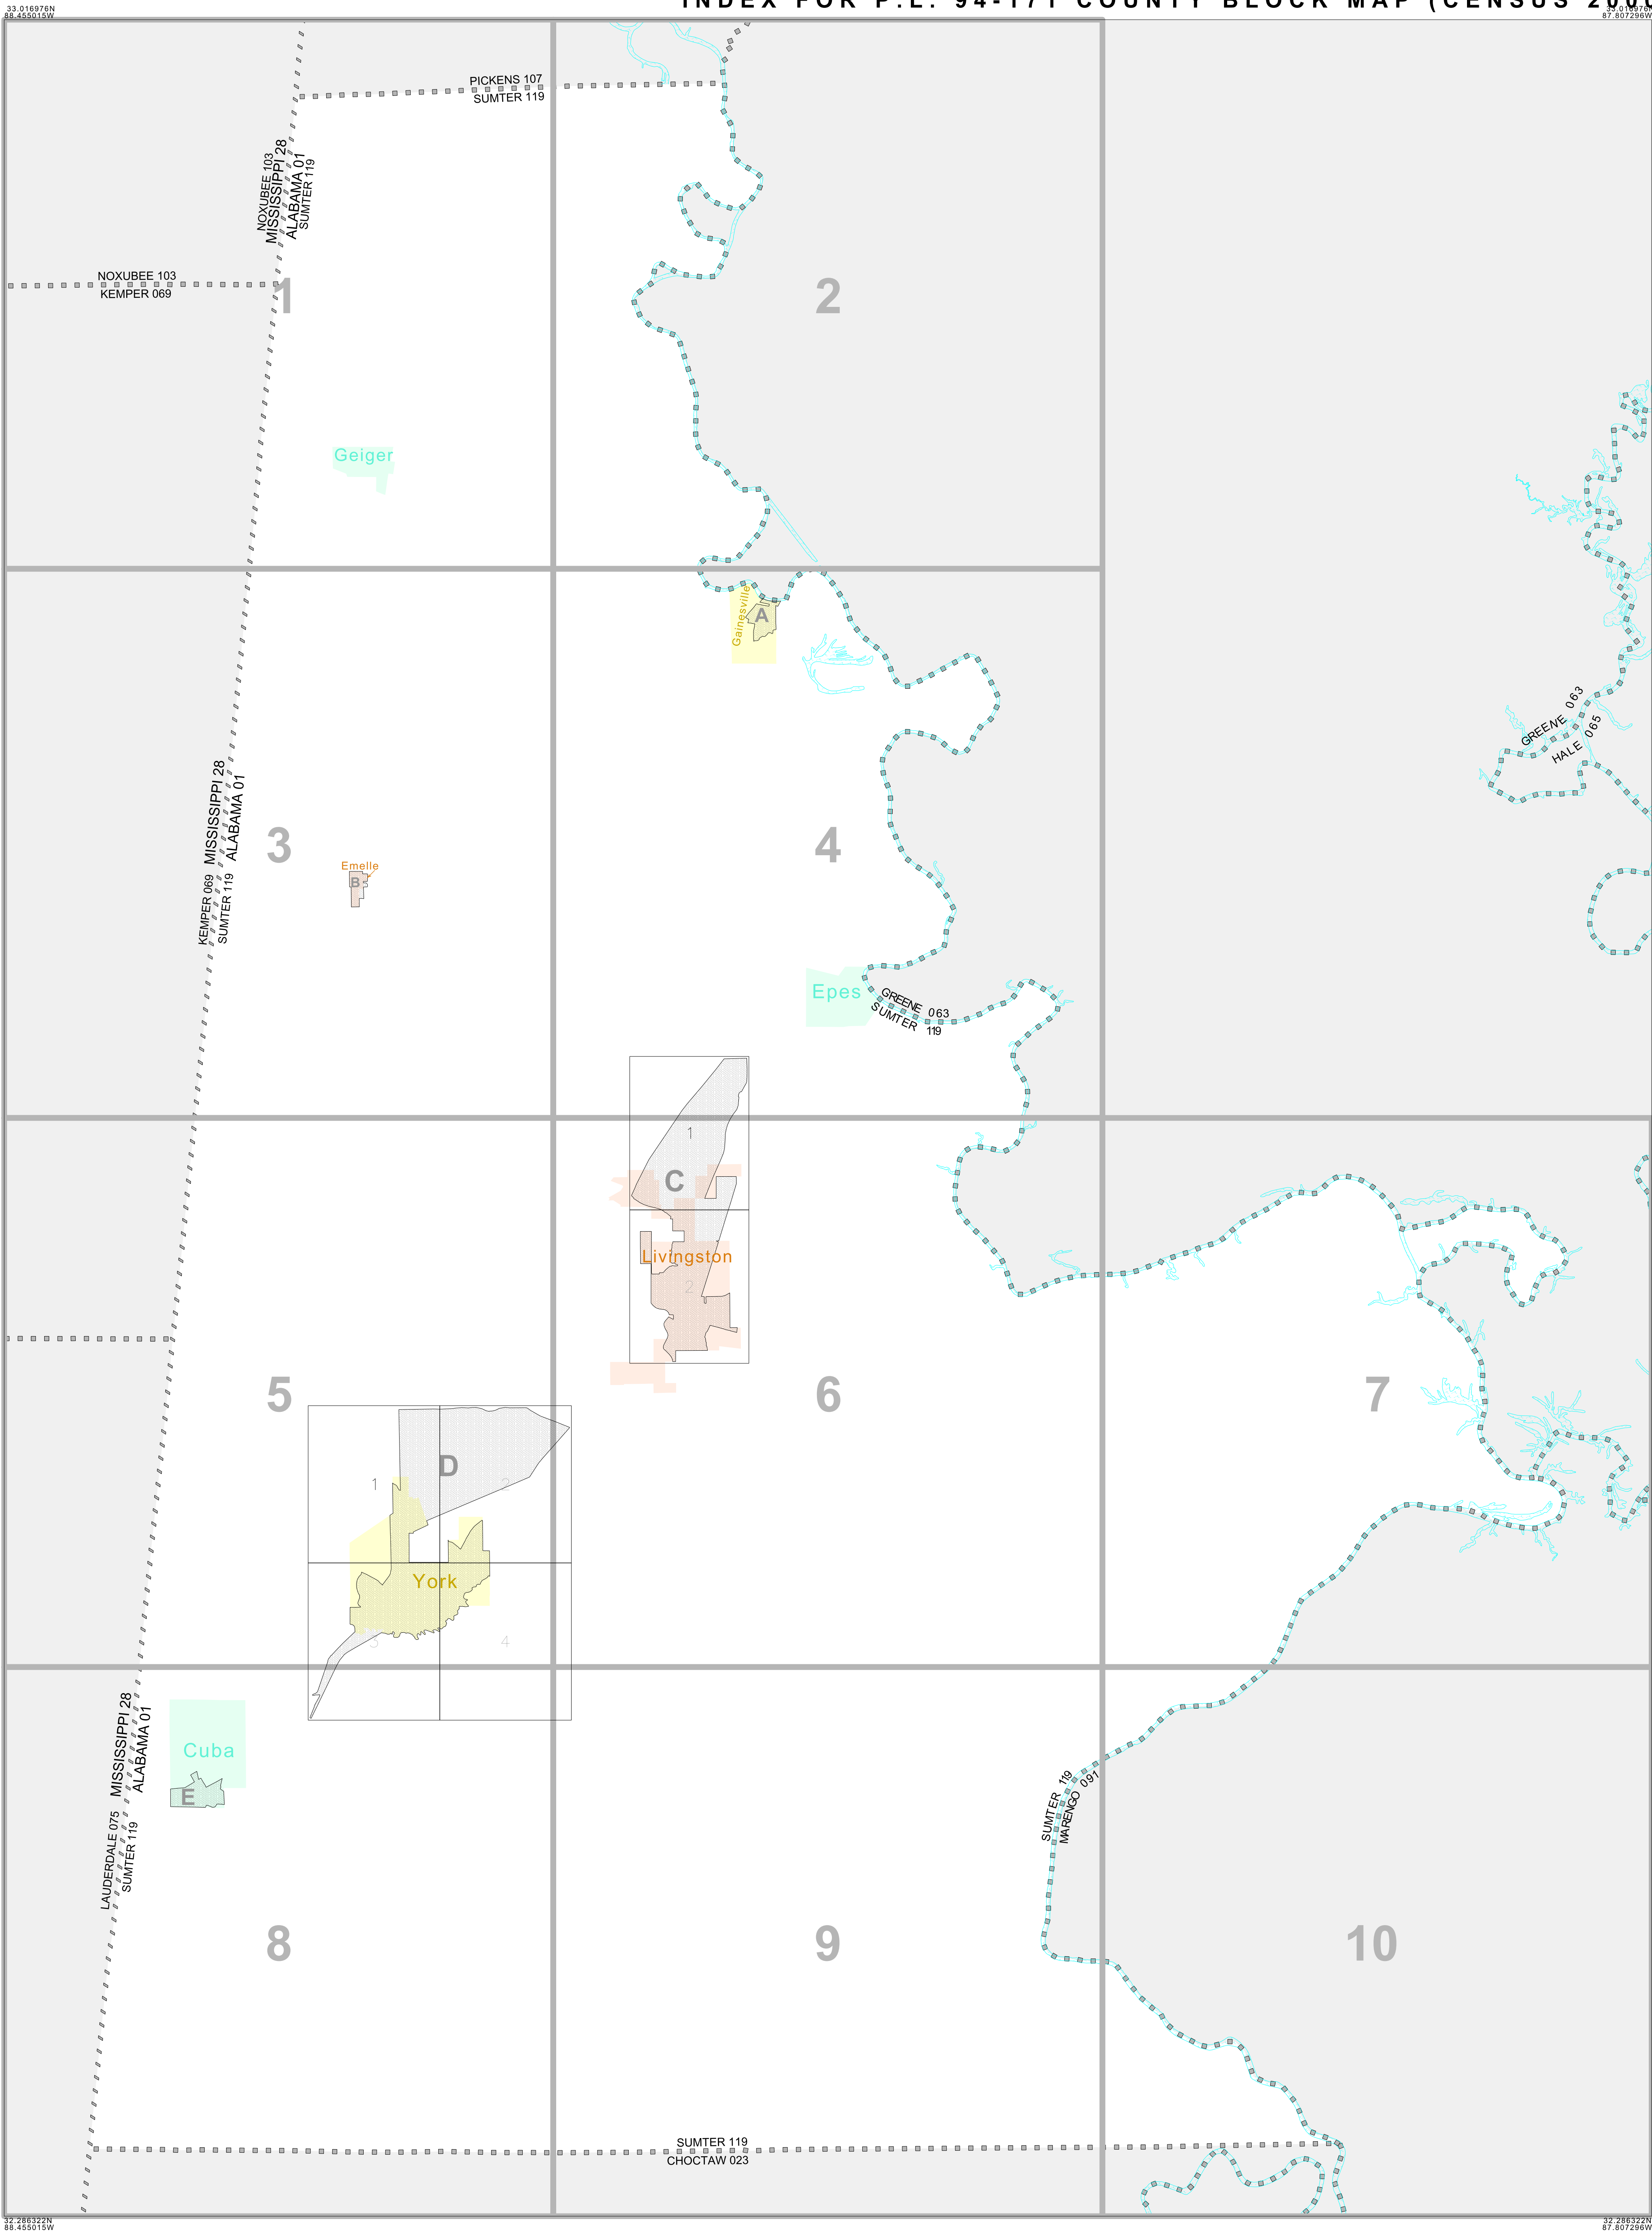 INDEX FOR P.L. 94-171 COUNTY BLOCK MAP (CENSUS 2000
33.016976N
88.455015W
33.016976N
87.807296W
PICKENS 107
SUMTER 119
NOXUBEE 103
MISSISSIPPI 28
ALABAMA 01
SUMTER 119
NOXUBEE 103
KEMPER 069
1
2
Geiger
Gainesville
A
GREENE 063
HALE 065
KEMPER 069 MISSISSIPPI 28
SUMTER 119 ALABAMA 01
3
4
Emelle
B
Epes
GREENE 063
SUMTER 119
1
C
Livingston
2
5
6
7
1
D
2
York
3
4
Cuba
E
LAUDERDALE 075 MISSISSIPPI 28
SUMTER 119 ALABAMA 01
SUMTER 119
MARENGO 091
8
9
10
SUMTER 119
CHOCTAW 023
32.286322N
88.455015W
32.286322N
87.807296W